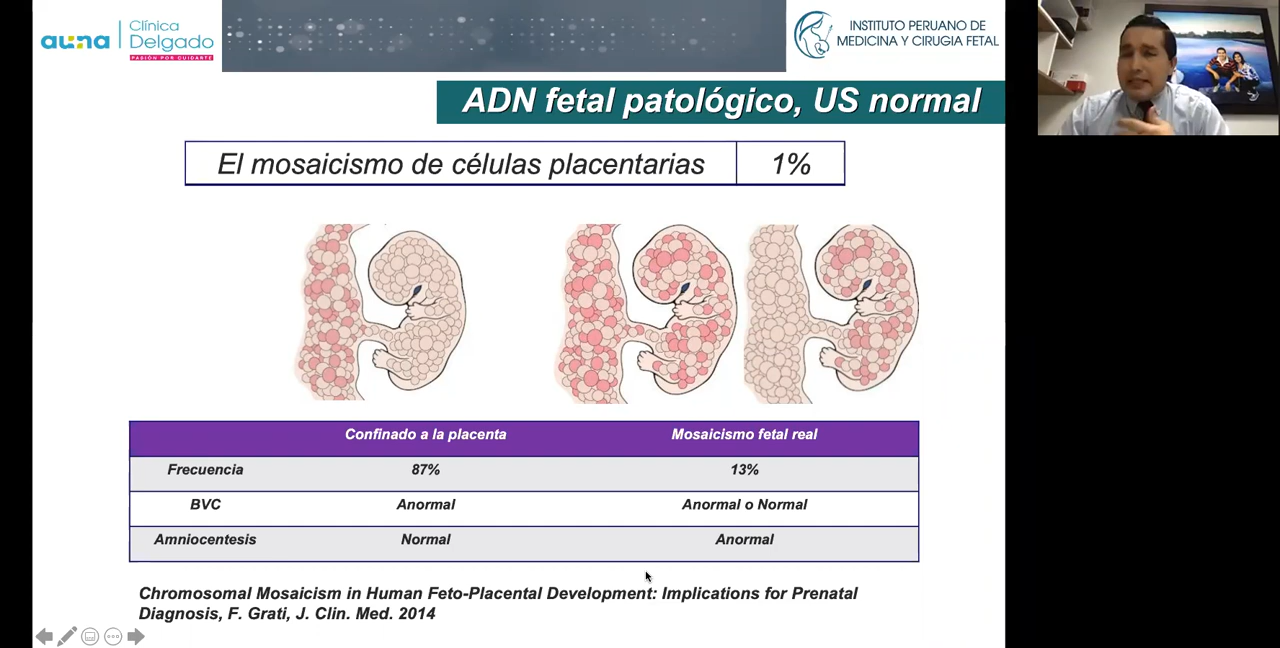 auna
Clínica
Delgado
PASIÓN POR CUIDARTE
INSTITUTO PERUANO DE
MEDICINA Y CIRUGIA FETAL
ADN fetal patológico, US normal
El mosaicismo de células placentarias 1%
Confinado a la placenta Mosaicismo fetal real
Frecuencia 87% 13%
BVC Anormal Anormal o Normal
Amniocentesis Normal Anormal
Chromosomal Mosaicism in Human Feto-Placental Development: Implications for Prenatal
Diagnosis, F. Grati, J. Clin. Med. 2014